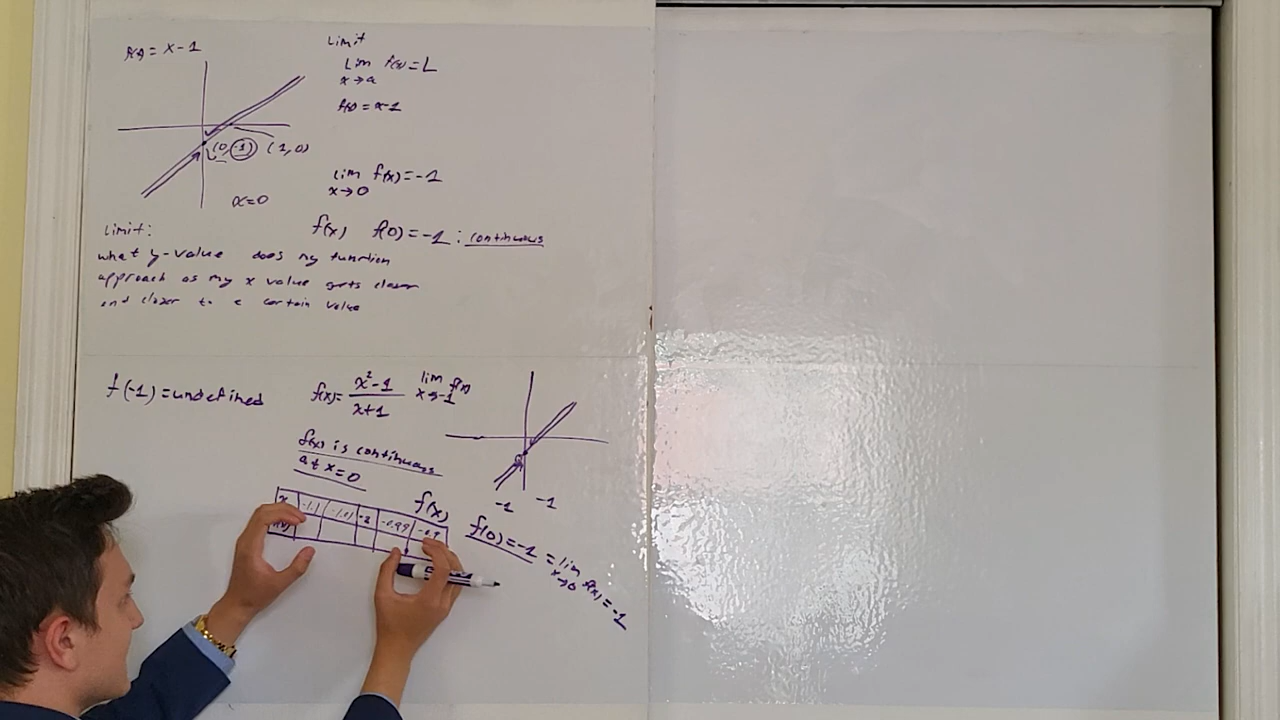 f(x) = x-1
Limit
Lim f(x) = L
x→a
f(x) = x-1
(0,-1) (1,0)
x=0
lim f(x) = -1
x→0
f(x) f(0) = -1 : continuous
Limit:
what y-value does my function
approach as my x value gets closer
and closer to a certain value
f(-1) = undefined
f(x) = x²-1
x+1
lim f(x)
x→-1
f(x) is continuous
at x=0
-1 -1
f(x)
x -1.1 -1.01 -1 -0.99 -0.9
f(0) = -1 = lim f(x) = -1
x→0